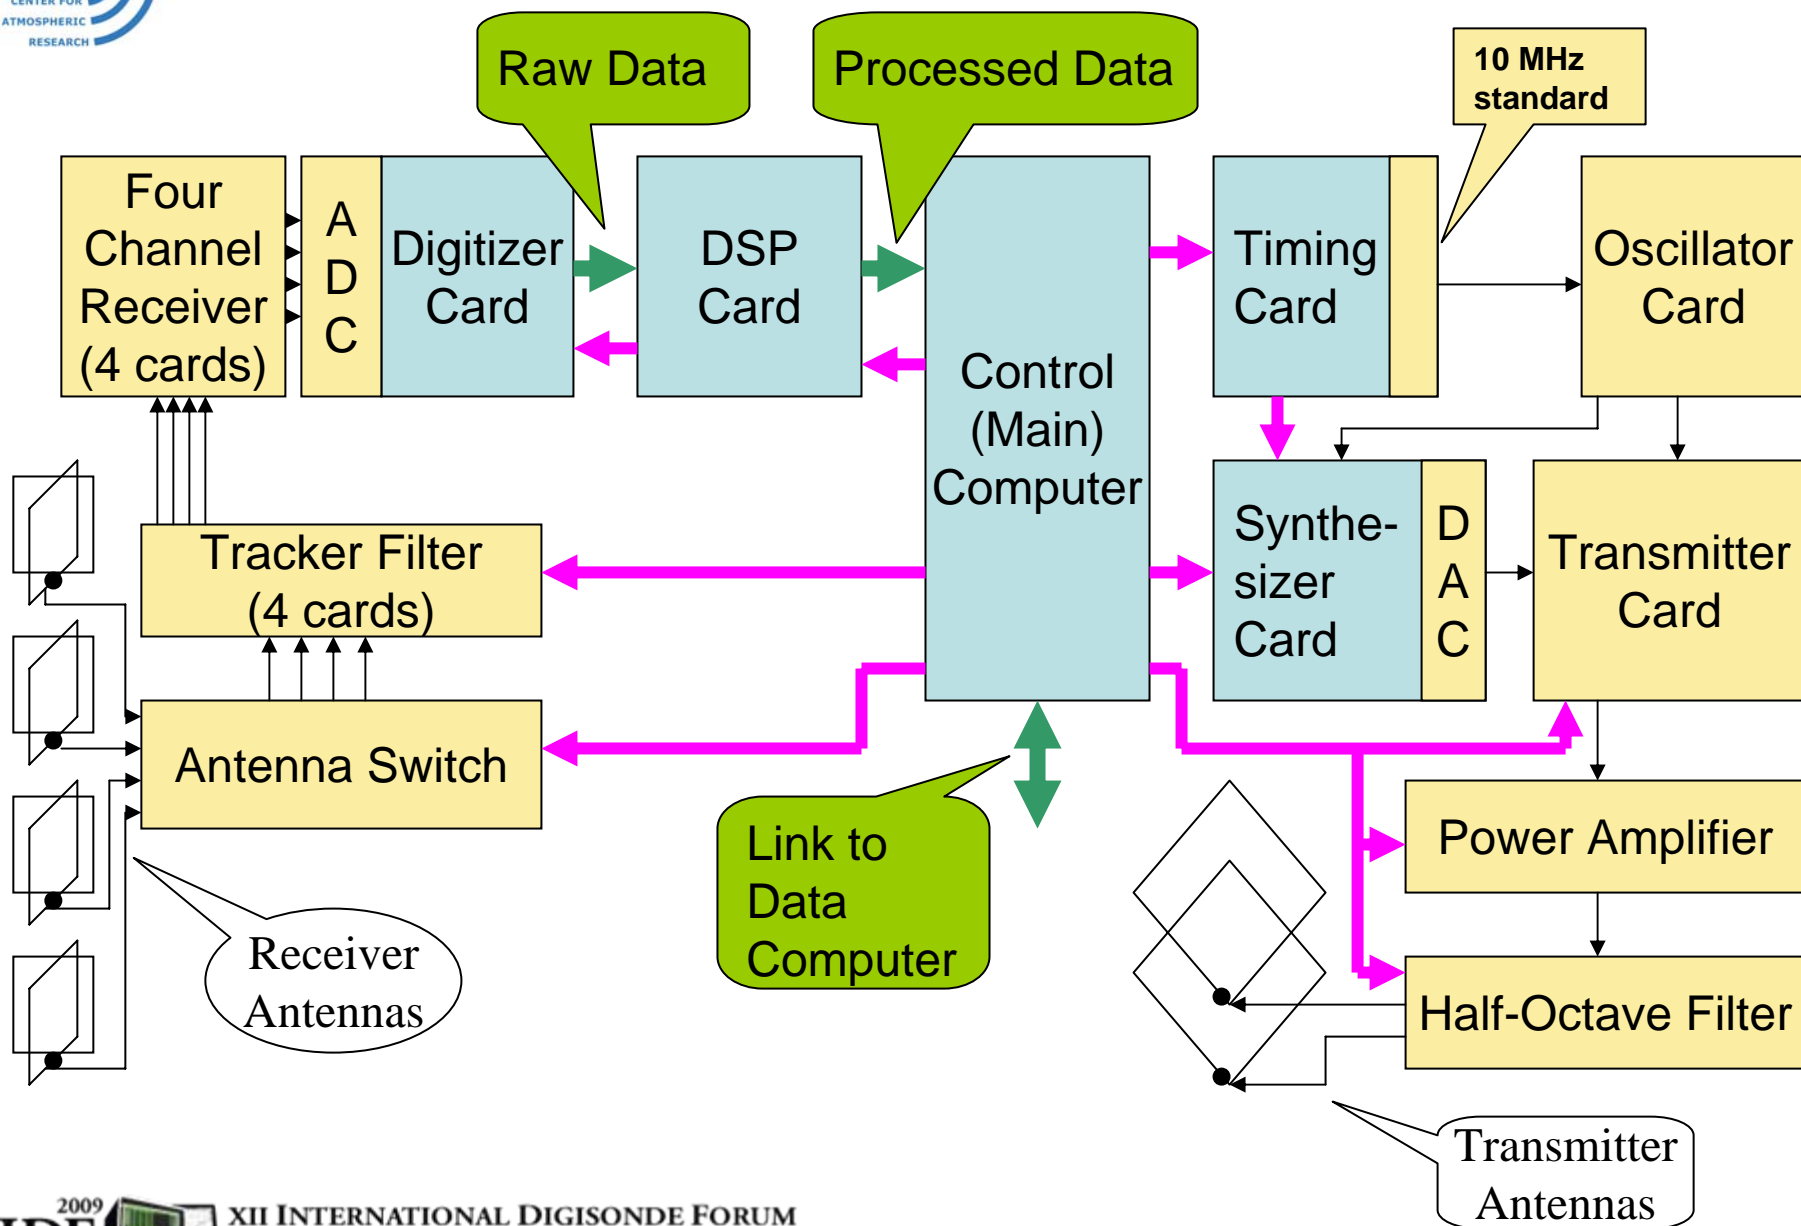 CENTER FOR
ATMOSPHERIC
RESEARCH
Raw Data
Processed Data
10 MHz
standard
Four
Channel
Receiver
(4 cards)
A
D
C
Digitizer
Card
DSP
Card
Control
(Main)
Computer
Timing
Card
Oscillator
Card
Tracker Filter
(4 cards)
Synthe-
sizer
Card
D
A
C
Transmitter
Card
Antenna Switch
Link to
Data
Computer
Power Amplifier
Half-Octave Filter
Receiver
Antennas
Transmitter
Antennas
2009
XII INTERNATIONAL DIGISONDE FORUM